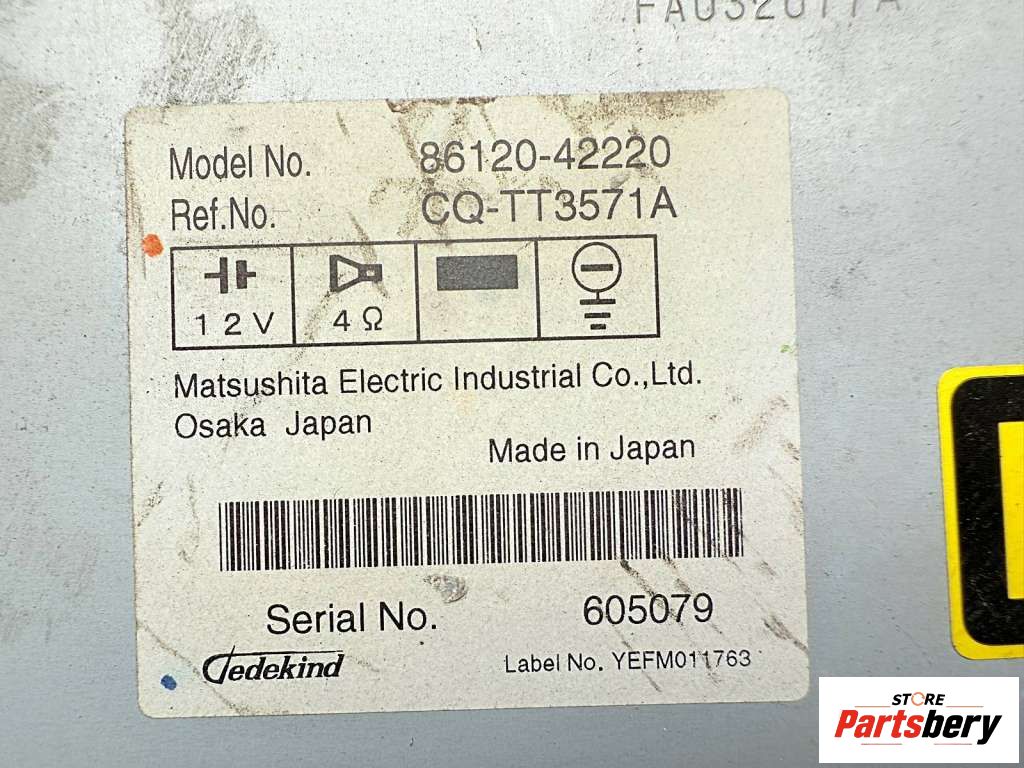 Model No. 86120-42220
Ref.No. CQ-TT3571A
12V 4Ω
Matsushita Electric Industrial Co.,Ltd.
Osaka Japan
Made in Japan
Serial No. 605079
Jedekind Label No. YEFM011763
STORE
Partsbery